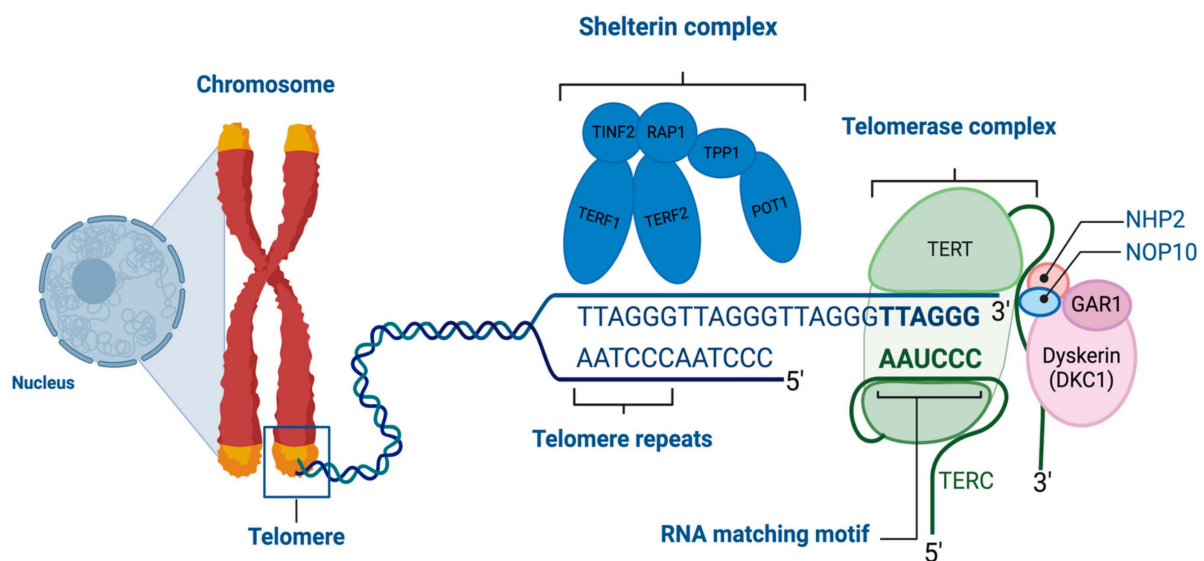 Shelterin complex
Chromosome
TINF2
RAP1
TPP1
TERF1
TERF2
POT1
Telomerase complex
TERT
NHP2
NOP10
GAR1
Dyskerin
(DKC1)
TTAGGGTTAGGGTTAGGGTTAGGG
3'
AATCCCAATCCC
5'
AAUCCC
Nucleus
Telomere repeats
Telomere
RNA matching motif
TERC
3'
5'